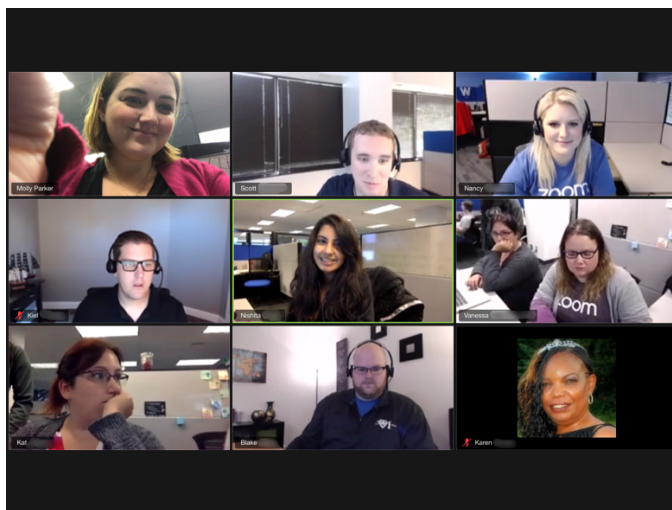 Molly Parker
Scott
W
Nancy
zoom
Kiel
Nishita
Vanessa
zoom
Kat
Blake
Karen